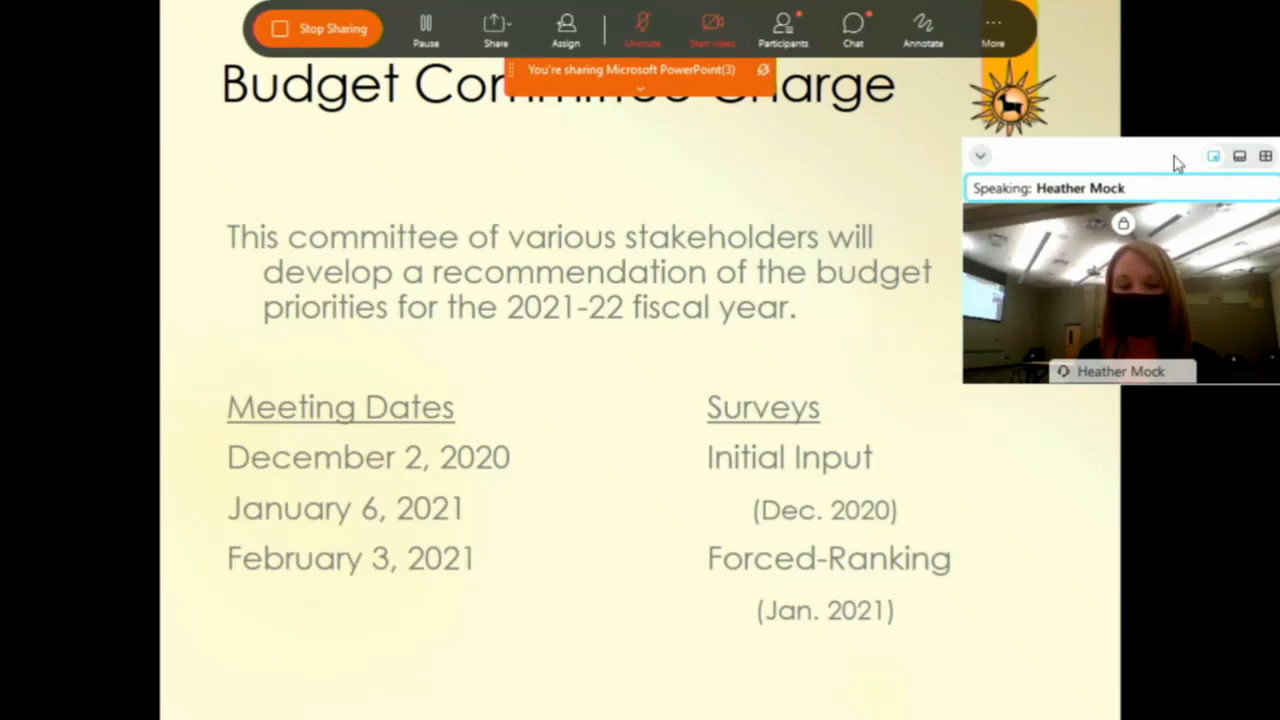 Stop Sharing
Pause
Share
Assign
Unmute
Start video
Participants
Chat
Annotate
More
You're sharing Microsoft PowerPoint(3)
Budget Committee Charge
Speaking: Heather Mock
Heather Mock
This committee of various stakeholders will
develop a recommendation of the budget
priorities for the 2021-22 fiscal year.
Meeting Dates
December 2, 2020
January 6, 2021
February 3, 2021
Surveys
Initial Input
(Dec. 2020)
Forced-Ranking
(Jan. 2021)